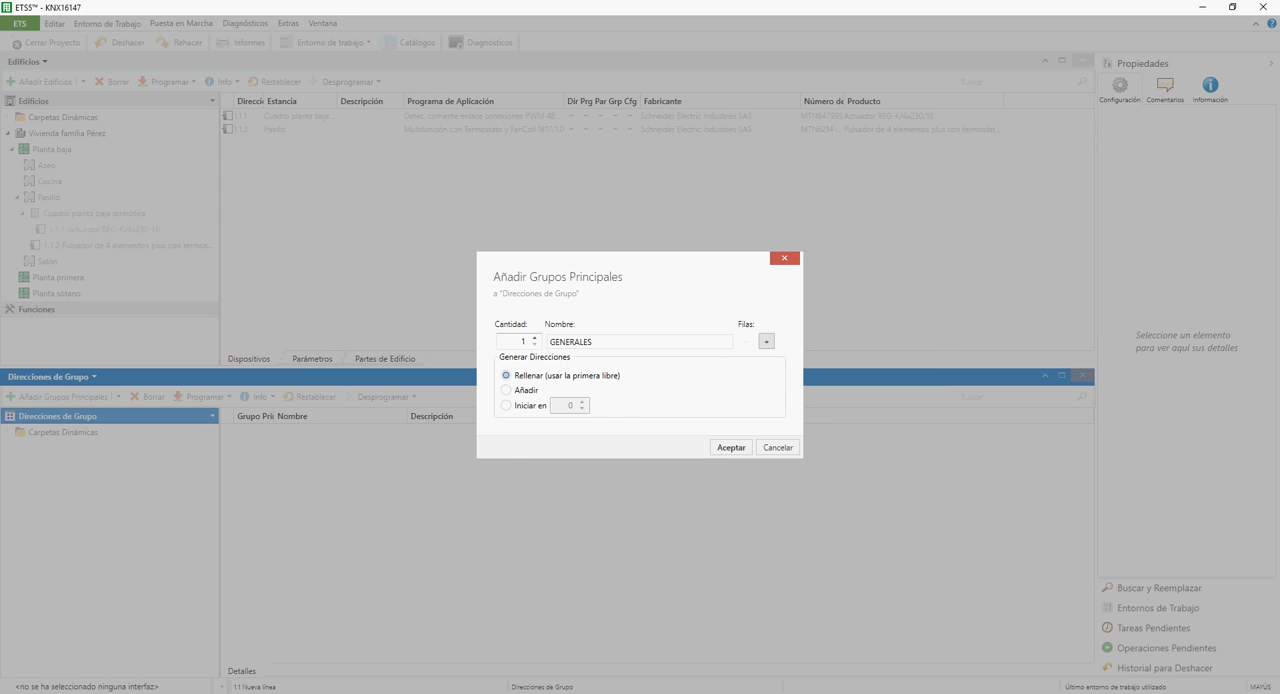 ETS5™ - KNX16147
ETS Editar Entorno de Trabajo Puesta en Marcha Diagnósticos Extras Ventana
Cerrar Proyecto Deshacer Rehacer Informes Entorno de trabajo Catálogos Diagnósticos
Edificios
Añadir Edificios Borrar Programar Info Restablecer Desprogramar Buscar
Edificios
Carpetas Dinámicas
Vivienda familia Pérez
Planta baja
Aseo
Cocina
Pasillo
Cuadro planta baja domótica
1.1.1 Actuador REG-K/4x230/16
1.1.2 Pulsador de 4 elementos plus con termos...
Salón
Planta primera
Planta sótano
Funciones
Direcci Estancia Descripción Programa de Aplicación Dir Prg Par Grp Cfg Fabricante Número de Producto
1.1.1 Cuadro planta baja... Detec. corriente enlace conexiones PWM 48... - - - - - Schneider Electric Industries SAS MTN647595 Actuador REG-K/4x230/16
1.1.2 Pasillo Multifunción con Termostato y FanCoil 1817/1.0 - - - - - Schneider Electric Industries SAS MTN6214-... Pulsador de 4 elementos plus con termostat...
Dispositivos Parámetros Partes de Edificio
Direcciones de Grupo
Añadir Grupos Principales Borrar Programar Info Restablecer Desprogramar Buscar
Direcciones de Grupo
Carpetas Dinámicas
Grupo Pri Nombre Descripción
Detalles
Añadir Grupos Principales
a "Direcciones de Grupo"
Cantidad: Nombre: Filas:
1 GENERALES - +
Generar Direcciones
Rellenar (usar la primera libre)
Añadir
Iniciar en 0
Aceptar Cancelar
Propiedades
Configuración Comentarios Información
Seleccione un elemento
para ver aquí sus detalles
Buscar y Reemplazar
Entornos de Trabajo
Tareas Pendientes
Operaciones Pendientes
Historial para Deshacer
<no se ha seleccionado ninguna interfaz> 1.1 Nueva línea Direcciones de Grupo Último entorno de trabajo utilizado MAYÚS